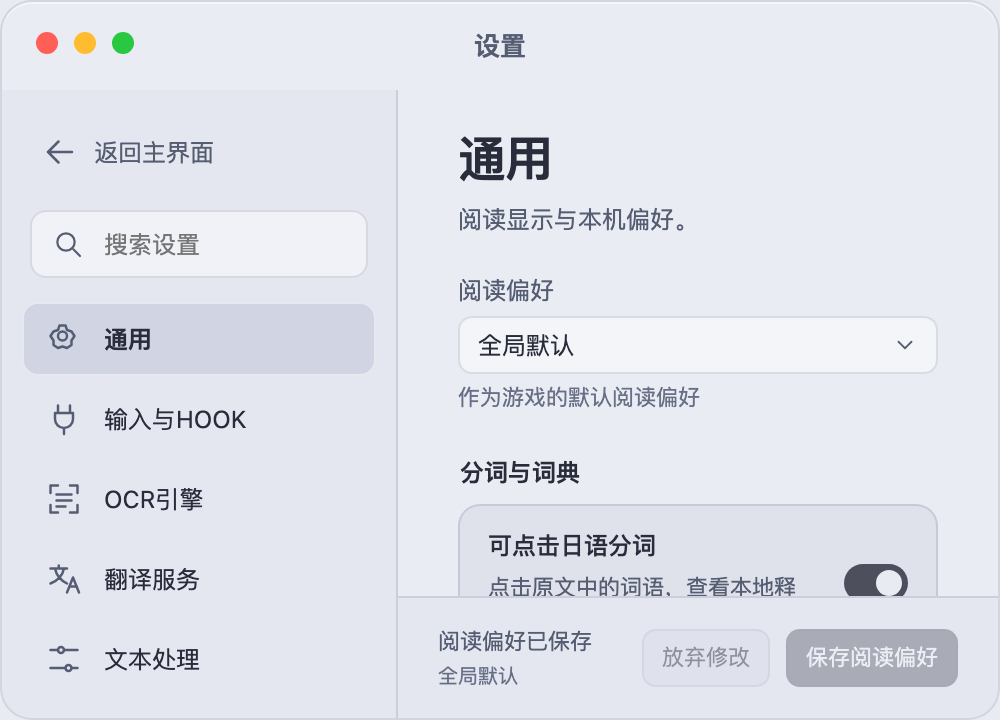 设置
返回主界面
搜索设置
通用
输入与HOOK
OCR引擎
翻译服务
文本处理
通用
阅读显示与本机偏好。
阅读偏好
全局默认
作为游戏的默认阅读偏好
分词与词典
可点击日语分词
点击原文中的词语，查看本地释
阅读偏好已保存
全局默认
放弃修改
保存阅读偏好